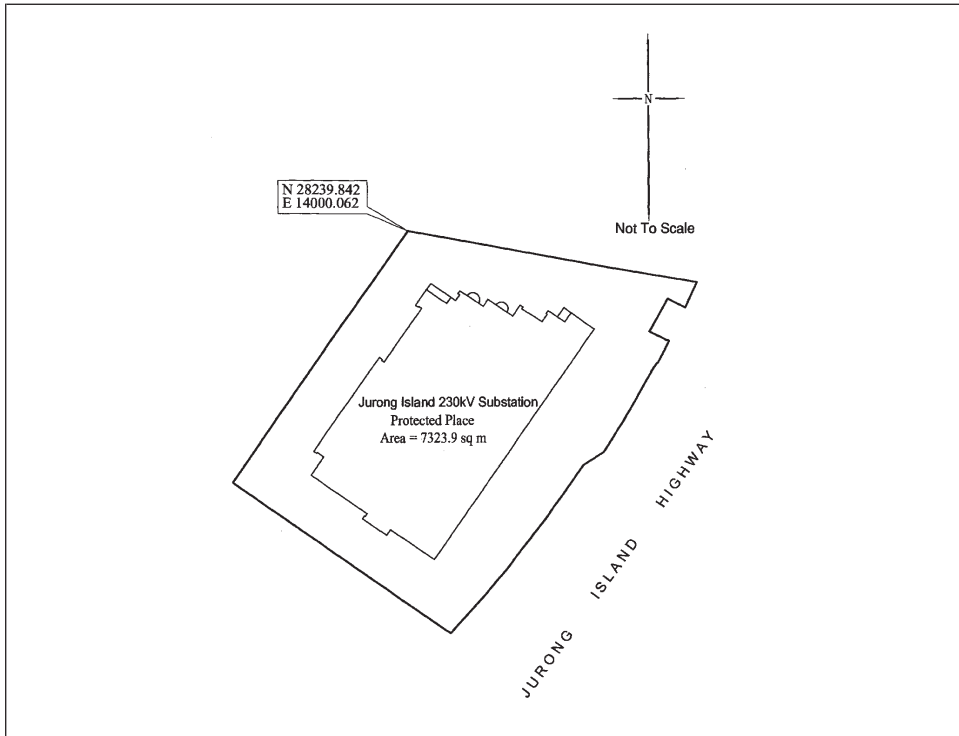 N
Not To Scale
N 28239.842
E 14000.062
Jurong Island 230kV Substation
Protected Place
Area = 7323.9 sq m
JURONG ISLAND HIGHWAY